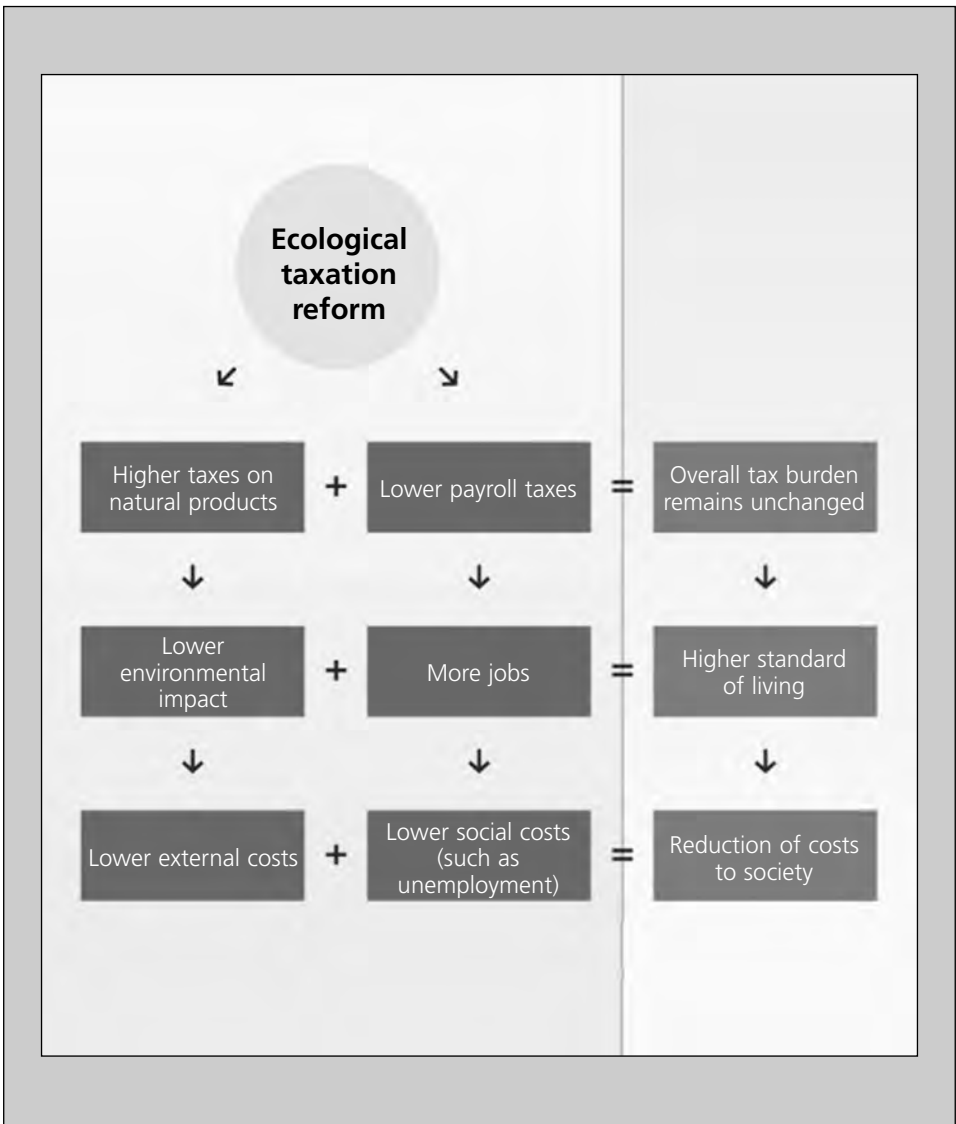 Ecological
taxation
reform
↙ ↘
Higher taxes on
natural products
+
Lower payroll taxes
=
Overall tax burden
remains unchanged
↓ ↓ ↓
Lower
environmental
impact
+
More jobs
=
Higher standard
of living
↓ ↓ ↓
Lower external costs
+
Lower social costs
(such as
unemployment)
=
Reduction of costs
to society